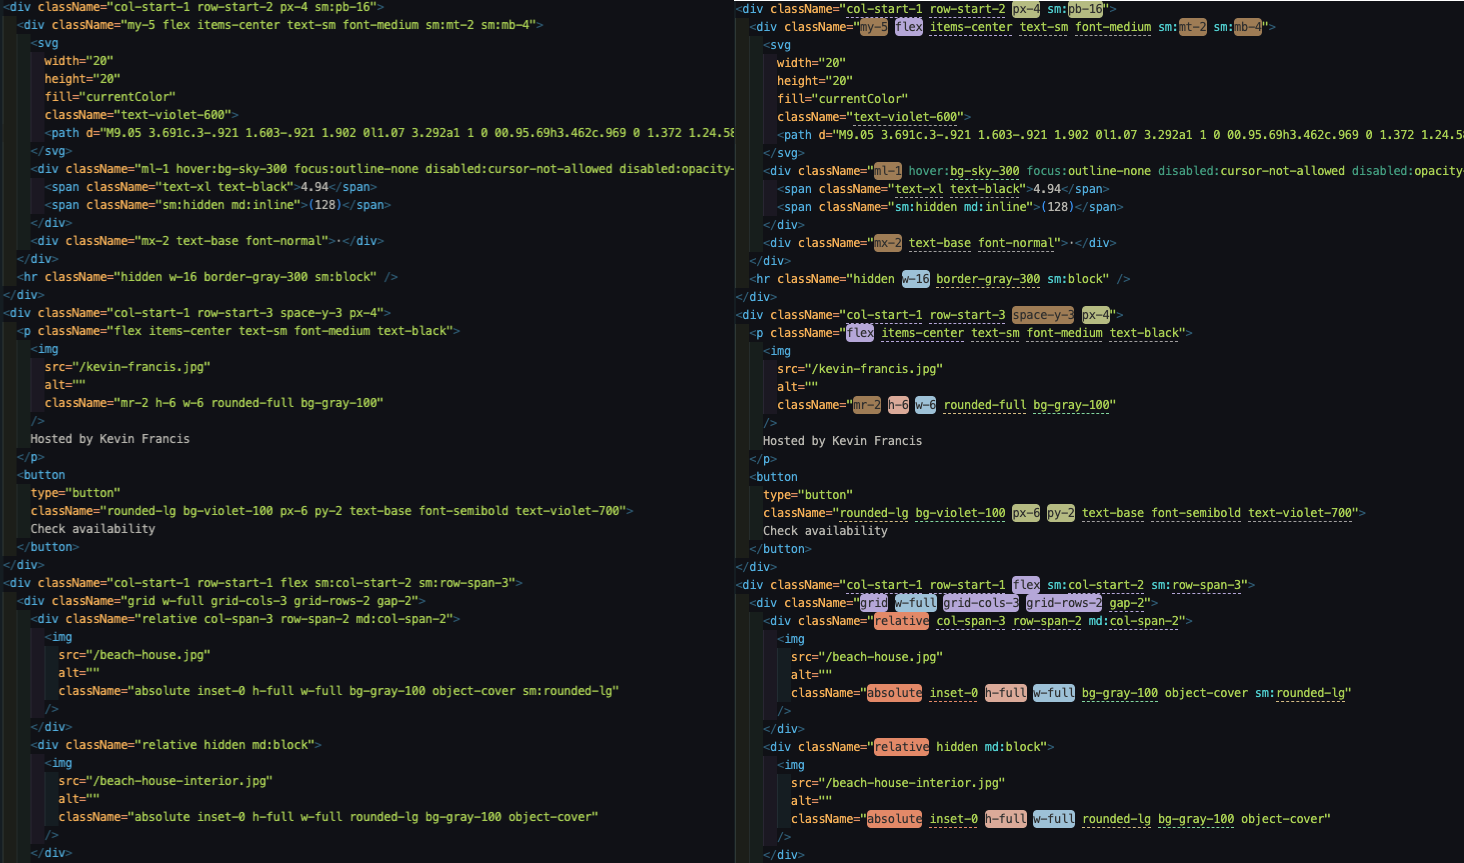 <div className="col-start-1 row-start-2 px-4 sm:pb-16">
<div className="my-5 flex items-center text-sm font-medium sm:mt-2 sm:mb-4">
<svg
width="20"
height="20"
fill="currentColor"
className="text-violet-600">
<path d="M9.05 3.691c.3-.921 1.603-.921 1.902 0l1.07 3.292a1 1 0 00.95.69h3.462c.969 0 1.372 1.24.58
</svg>
<div className="ml-1 hover:bg-sky-300 focus:outline-none disabled:cursor-not-allowed disabled:opacity-
<span className="text-xl text-black">4.94</span>
<span className="sm:hidden md:inline">(128)</span>
</div>
<div className="mx-2 text-base font-normal">·</div>
</div>
<hr className="hidden w-16 border-gray-300 sm:block" />
</div>
<div className="col-start-1 row-start-3 space-y-3 px-4">
<p className="flex items-center text-sm font-medium text-black">
<img
src="/kevin-francis.jpg"
alt=""
className="mr-2 h-6 w-6 rounded-full bg-gray-100"
/>
Hosted by Kevin Francis
</p>
<button
type="button"
className="rounded-lg bg-violet-100 px-6 py-2 text-base font-semibold text-violet-700">
Check availability
</button>
</div>
<div className="col-start-1 row-start-1 flex sm:col-start-2 sm:row-span-3">
<div className="grid w-full grid-cols-3 grid-rows-2 gap-2">
<div className="relative col-span-3 row-span-2 md:col-span-2">
<img
src="/beach-house.jpg"
alt=""
className="absolute inset-0 h-full w-full bg-gray-100 object-cover sm:rounded-lg"
/>
</div>
<div className="relative hidden md:block">
<img
src="/beach-house-interior.jpg"
alt=""
className="absolute inset-0 h-full w-full rounded-lg bg-gray-100 object-cover"
/>
</div>
<div className="col-start-1 row-start-2 px-4 sm:pb-16">
<div className="my-5 flex items-center text-sm font-medium sm:mt-2 sm:mb-4">
<svg
width="20"
height="20"
fill="currentColor"
className="text-violet-600">
<path d="M9.05 3.691c.3-.921 1.603-.921 1.902 0l1.07 3.292a1 1 0 00.95.69h3.462c.969 0 1.372 1.24.58
</svg>
<div className="ml-1 hover:bg-sky-300 focus:outline-none disabled:cursor-not-allowed disabled:opacity-
<span className="text-xl text-black">4.94</span>
<span className="sm:hidden md:inline">(128)</span>
</div>
<div className="mx-2 text-base font-normal">·</div>
</div>
<hr className="hidden w-16 border-gray-300 sm:block" />
</div>
<div className="col-start-1 row-start-3 space-y-3 px-4">
<p className="flex items-center text-sm font-medium text-black">
<img
src="/kevin-francis.jpg"
alt=""
className="mr-2 h-6 w-6 rounded-full bg-gray-100"
/>
Hosted by Kevin Francis
</p>
<button
type="button"
className="rounded-lg bg-violet-100 px-6 py-2 text-base font-semibold text-violet-700">
Check availability
</button>
</div>
<div className="col-start-1 row-start-1 flex sm:col-start-2 sm:row-span-3">
<div className="grid w-full grid-cols-3 grid-rows-2 gap-2">
<div className="relative col-span-3 row-span-2 md:col-span-2">
<img
src="/beach-house.jpg"
alt=""
className="absolute inset-0 h-full w-full bg-gray-100 object-cover sm:rounded-lg"
/>
</div>
<div className="relative hidden md:block">
<img
src="/beach-house-interior.jpg"
alt=""
className="absolute inset-0 h-full w-full rounded-lg bg-gray-100 object-cover"
/>
</div>